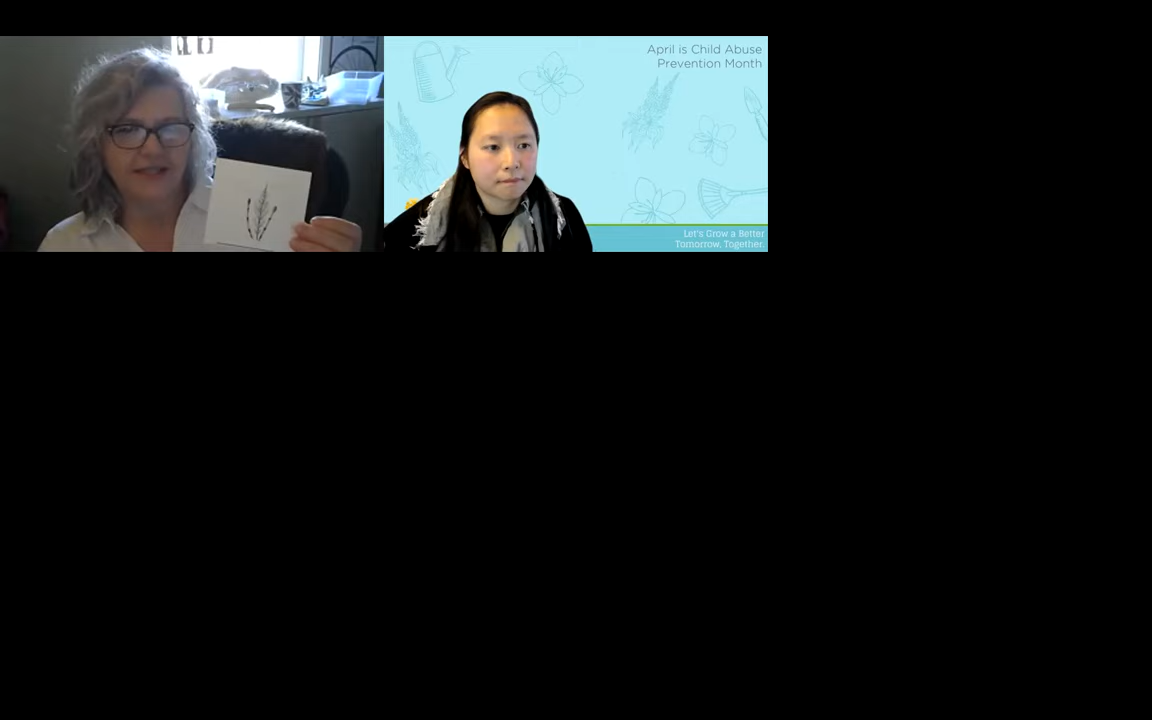 April is Child Abuse
Prevention Month
Let's Grow a Better
Tomorrow, Together.